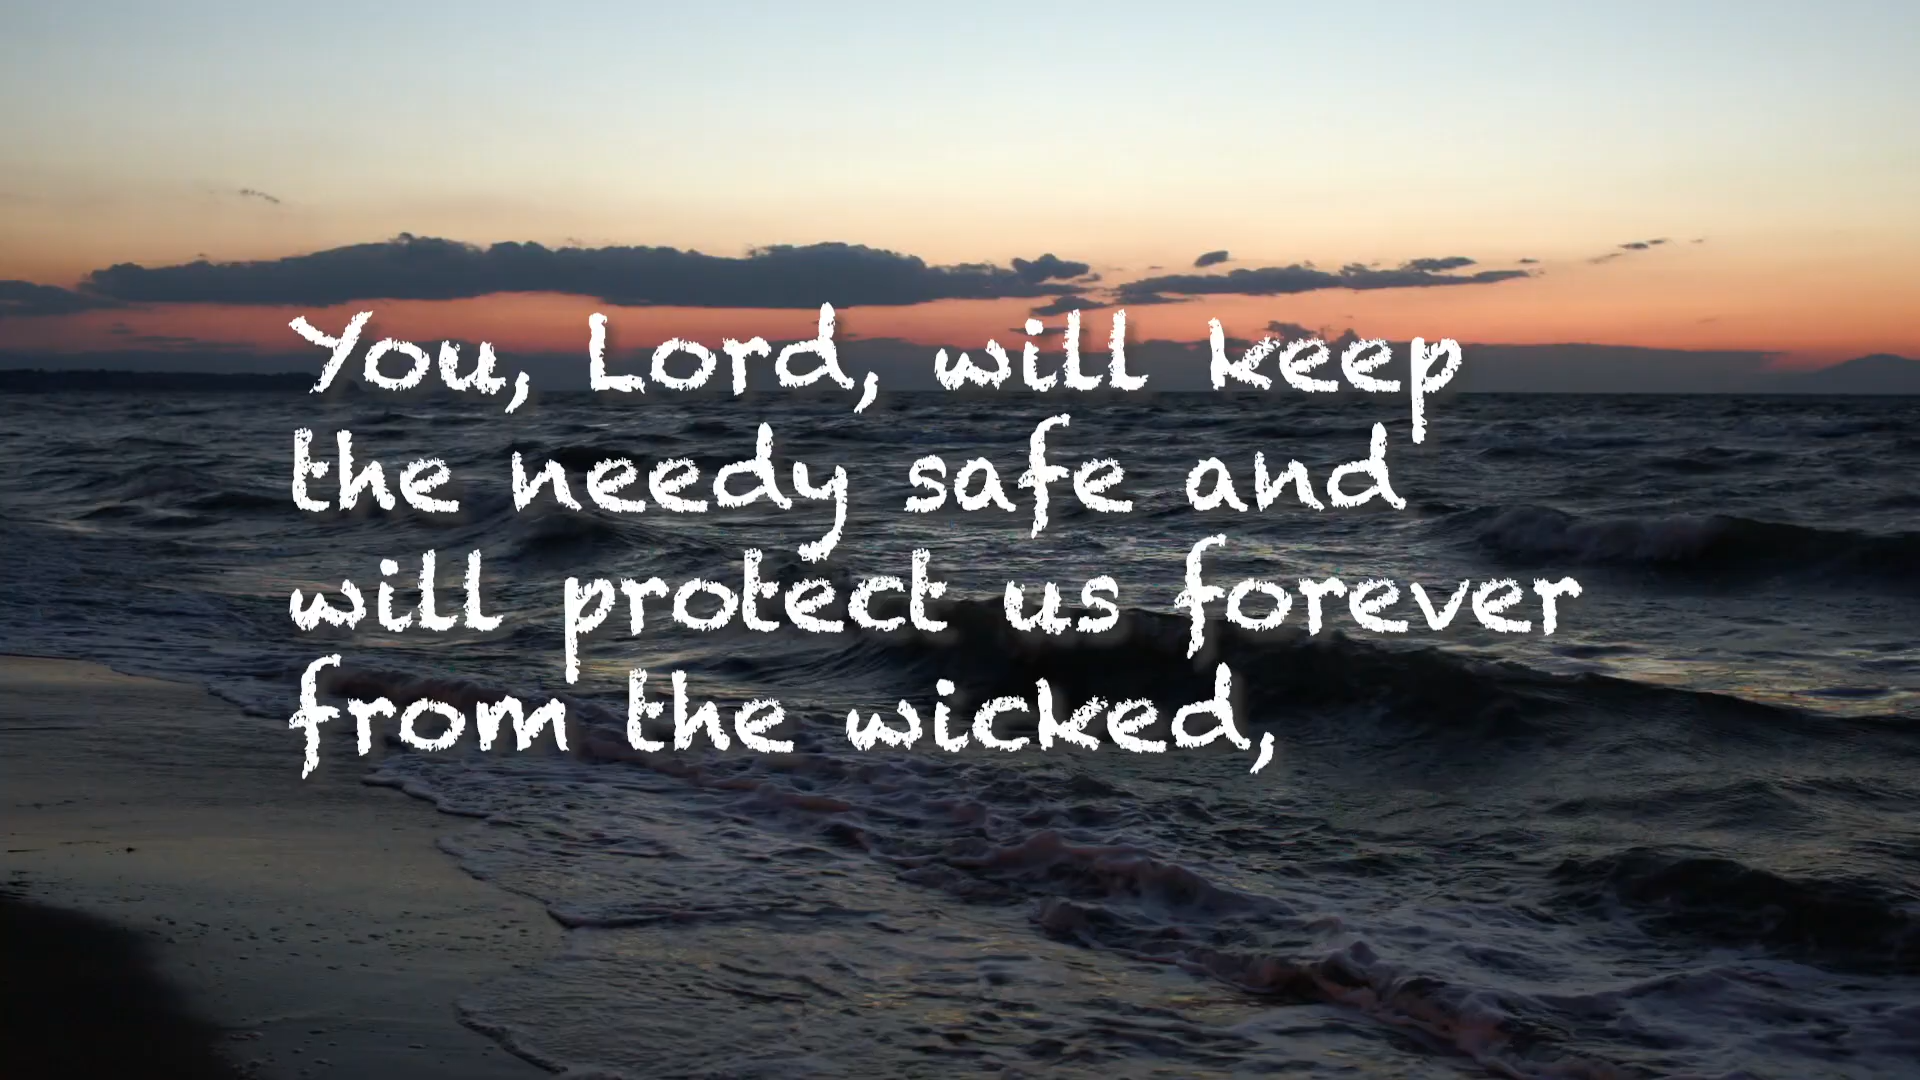 You, Lord, will keep
the needy safe and
will protect us forever
from the wicked,